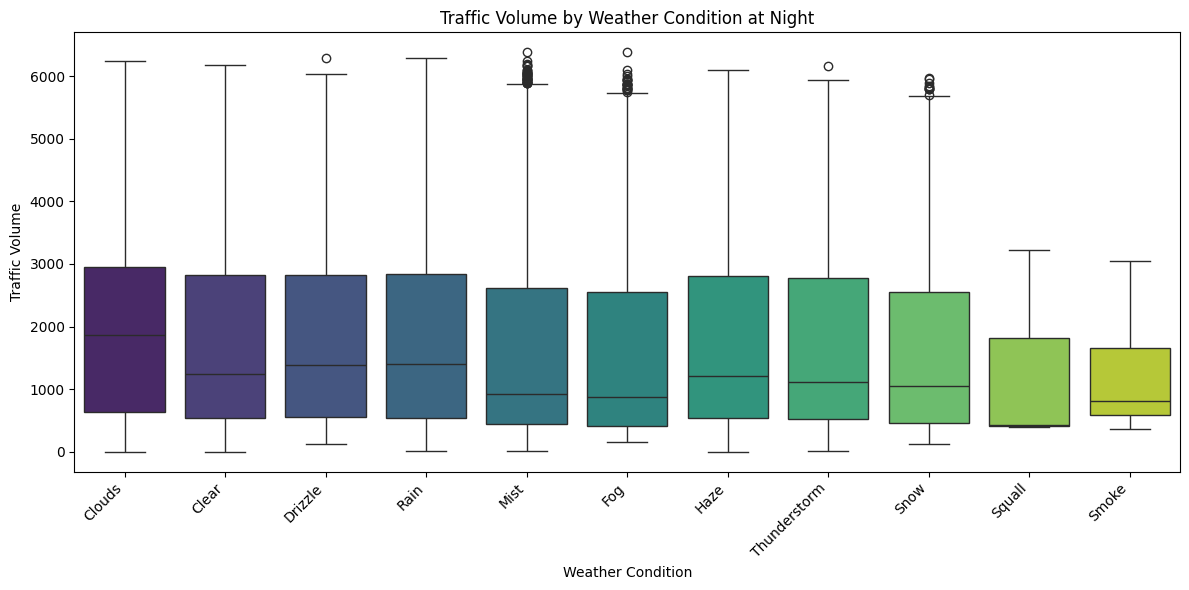 Traffic Volume by Weather Condition at Night
Traffic Volume
6000
5000
4000
3000
2000
1000
0
Clouds
Clear
Drizzle
Rain
Mist
Fog
Haze
Thunderstorm
Snow
Squall
Smoke
Weather Condition